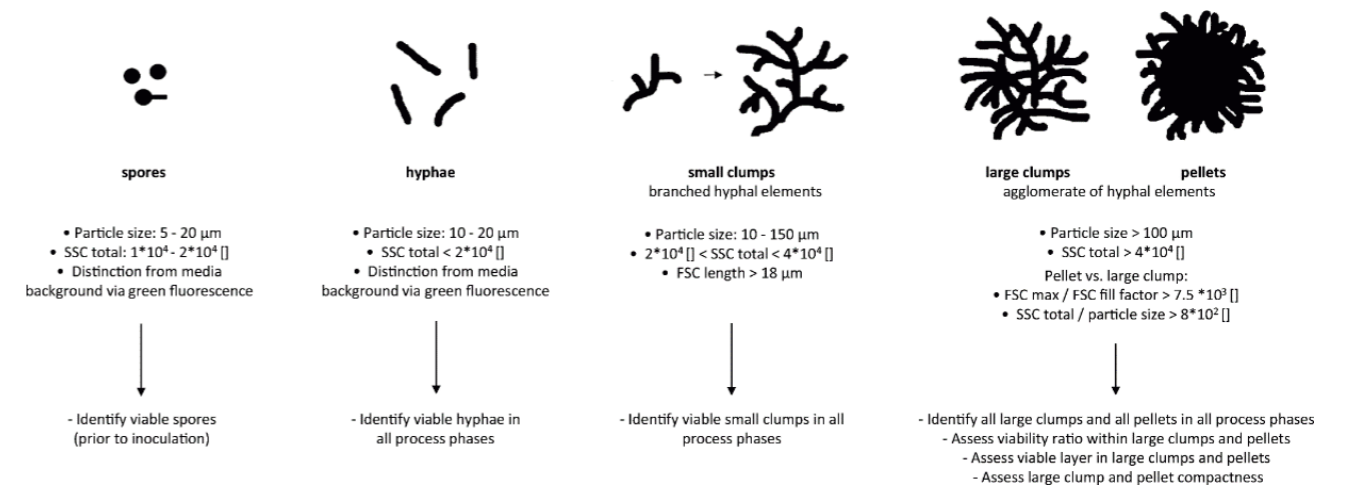 spores
• Particle size: 5 - 20 µm
• SSC total: 1*10⁴ - 2*10⁴ []
• Distinction from media
background via green fluorescence
- Identify viable spores
(prior to inoculation)
hyphae
• Particle size: 10 - 20 µm
• SSC total < 2*10⁴ []
• Distinction from media
background via green fluorescence
- Identify viable hyphae in
all process phases
small clumps
branched hyphal elements
• Particle size: 10 - 150 µm
• 2*10⁴ [] < SSC total < 4*10⁴ []
• FSC length > 18 µm
- Identify viable small clumps in all
process phases
large clumps pellets
agglomerate of hyphal elements
• Particle size > 100 µm
• SSC total > 4*10⁴ []
Pellet vs. large clump:
• FSC max / FSC fill factor > 7.5 *10³ []
• SSC total / particle size > 8*10² []
- Identify all large clumps and all pellets in all process phases
- Assess viability ratio within large clumps and pellets
- Assess viable layer in large clumps and pellets
- Assess large clump and pellet compactness